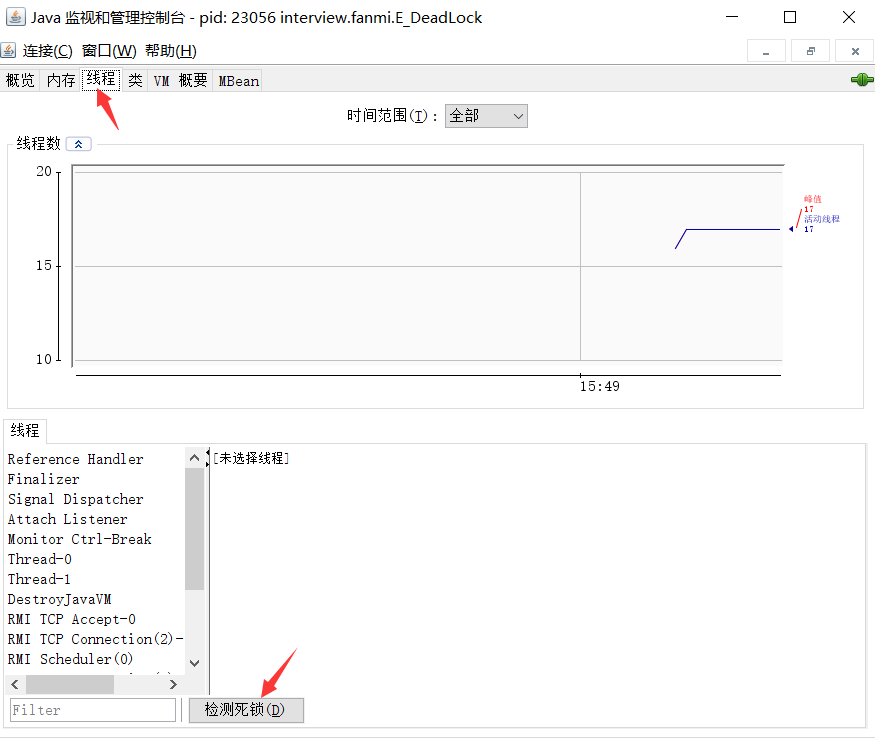 Java 监视和管理控制台 - pid: 23056 interview.fanmi.E_DeadLock
连接(C) 窗口(W) 帮助(H)
概览 内存 线程 类 VM 概要 MBean
时间范围(T): 全部
线程数
20
15
10
峰值
17
活动线程
17
15:49
线程
Reference Handler
Finalizer
Signal Dispatcher
Attach Listener
Monitor Ctrl-Break
Thread-0
Thread-1
DestroyJavaVM
RMI TCP Accept-0
RMI TCP Connection(2)-
RMI Scheduler(0)
[未选择线程]
Filter
检测死锁(D)